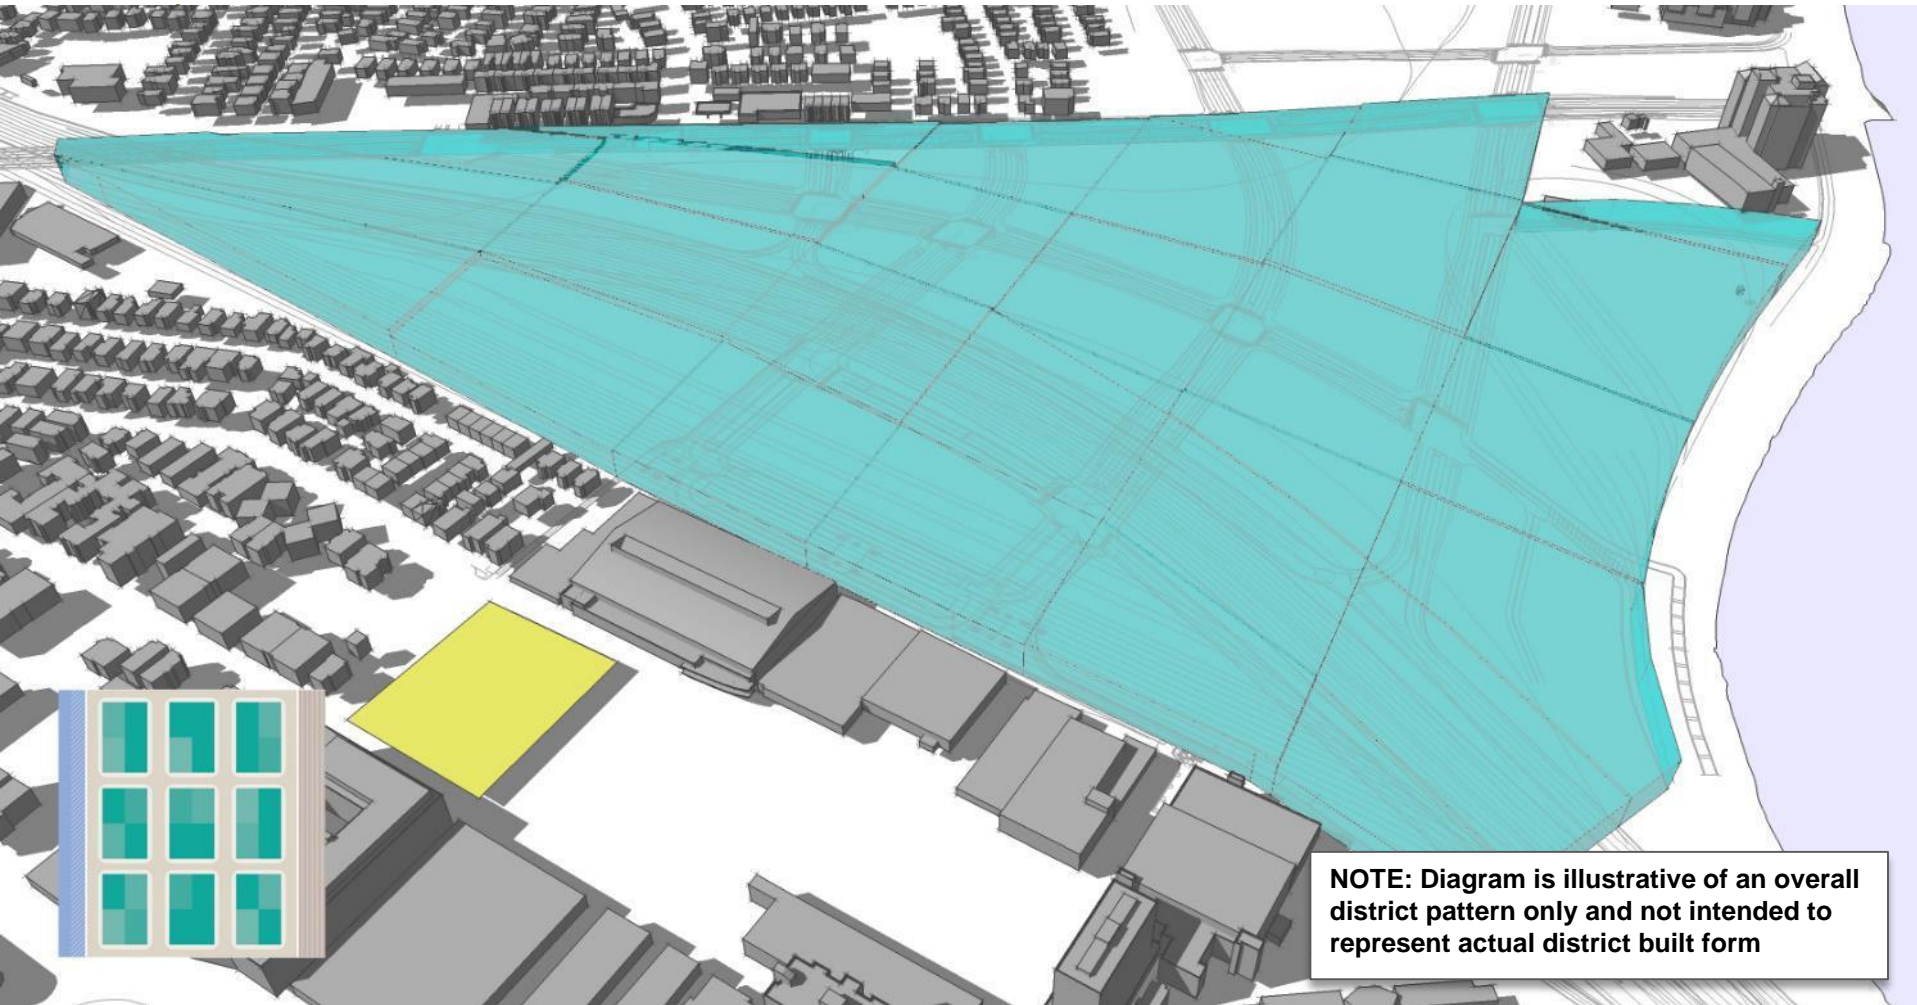 NOTE: Diagram is illustrative of an overall
district pattern only and not intended to
represent actual district built form